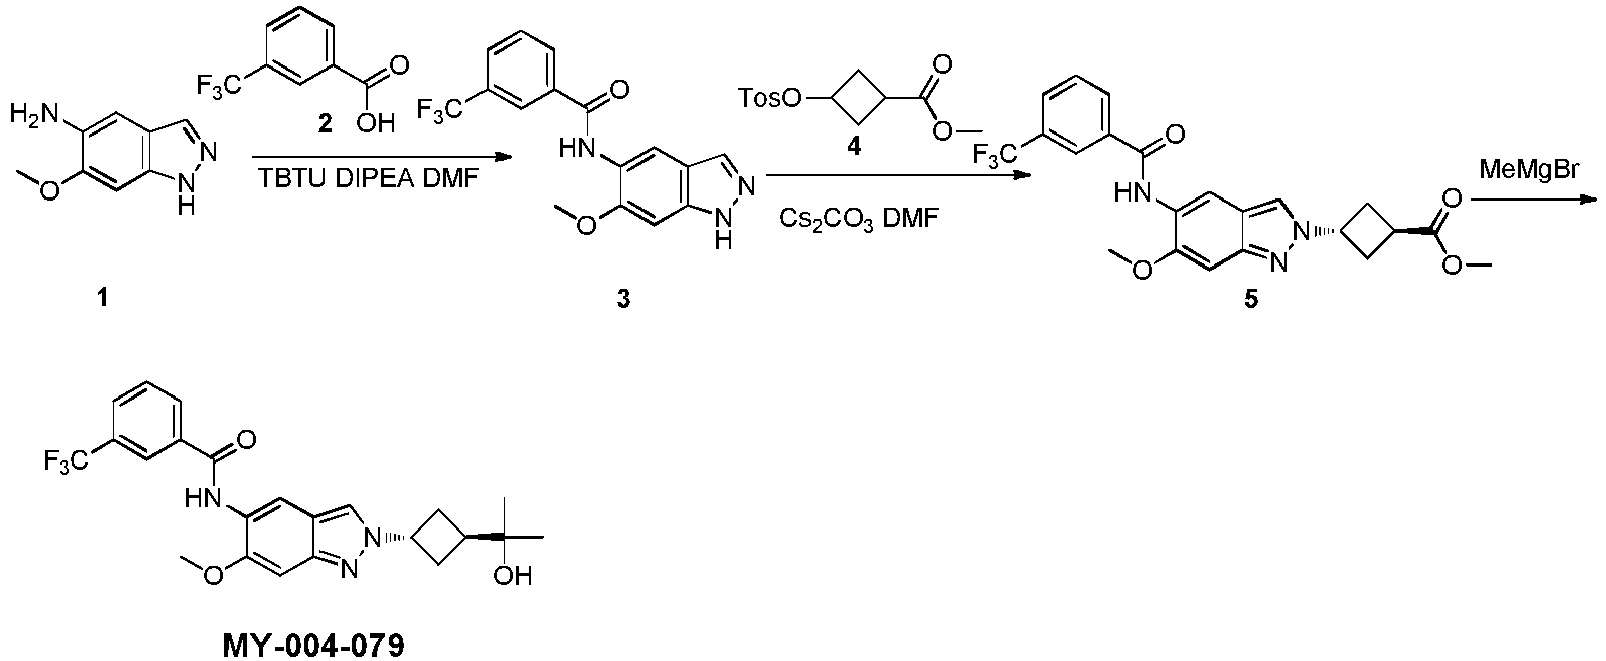 H₂N
O
N
N
H
1
F₃C
O
OH
2
TBTU DIPEA DMF
F₃C
O
HN
O
N
N
H
3
TosO
O
O
4
Cs₂CO₃ DMF
F₃C
O
HN
O
N
N
O
O
5
MeMgBr
F₃C
O
HN
O
N
N
OH
MY-004-079